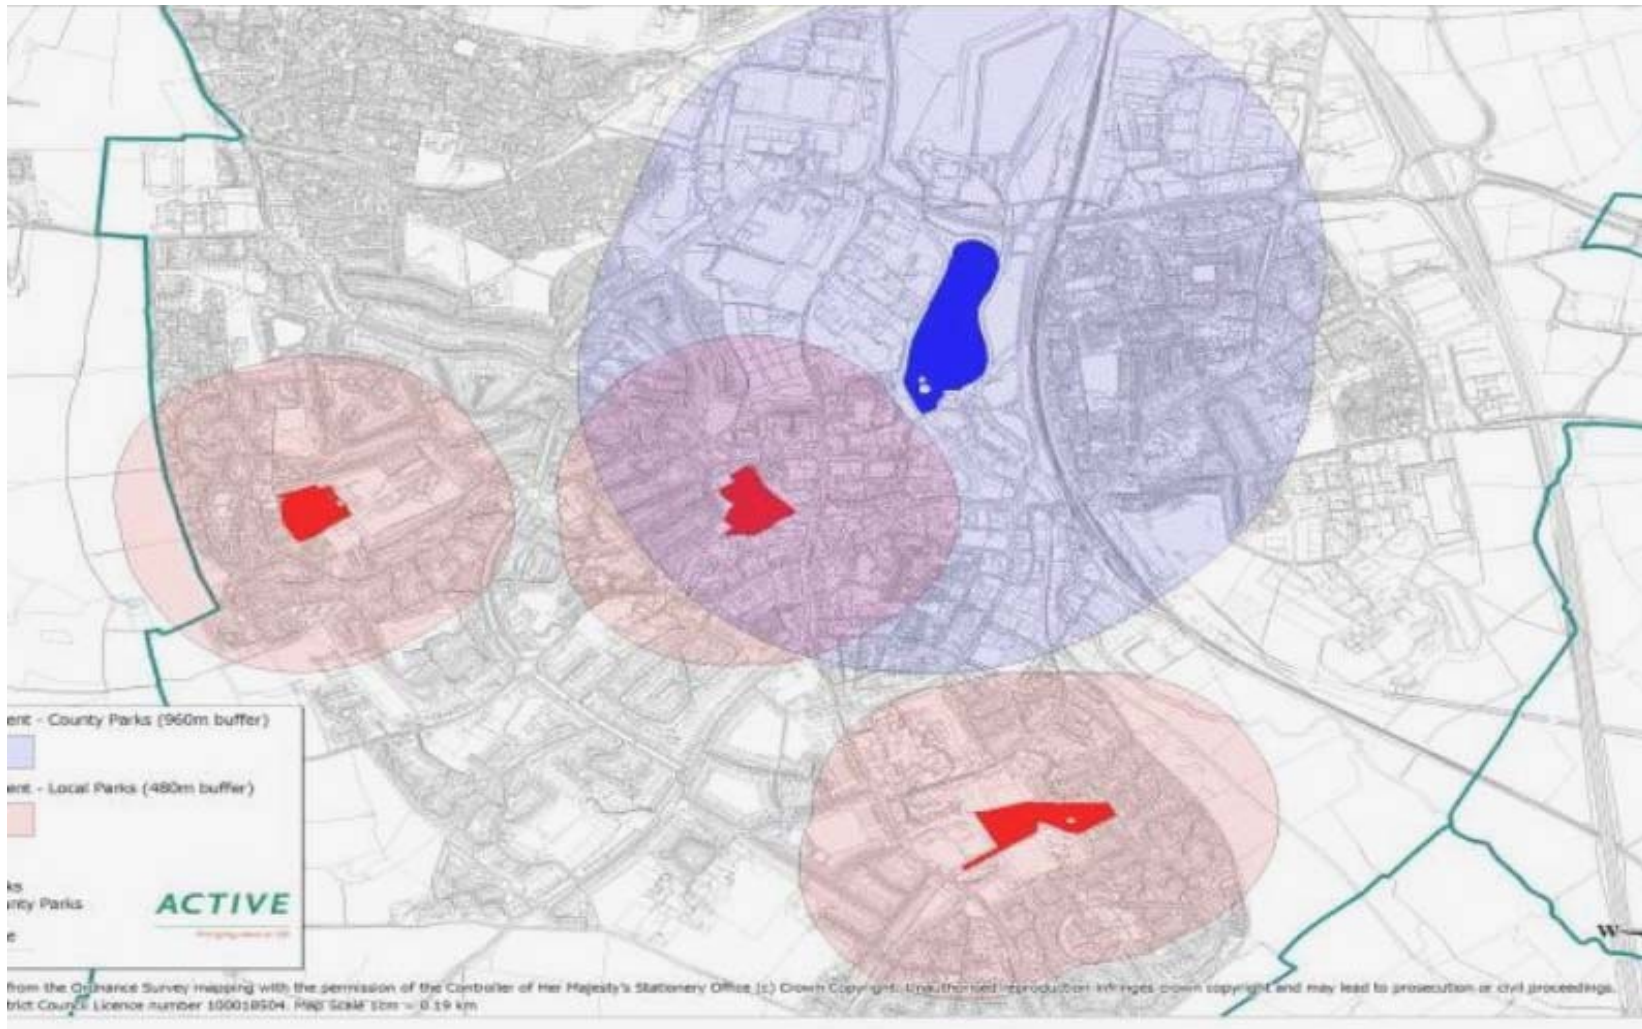 ent - County Parks (960m buffer)
ent - Local Parks (480m buffer)
ks
nty Parks
e
ACTIVE
W
from the Ordnance Survey mapping with the permission of the Controller of Her Majesty's Stationery Office (c) Crown Copyright. Unauthorised reproduction infringes crown copyright and may lead to prosecution or civil proceedings.
trict Council Licence number 100018504. Map Scale 1cm = 0.19 km